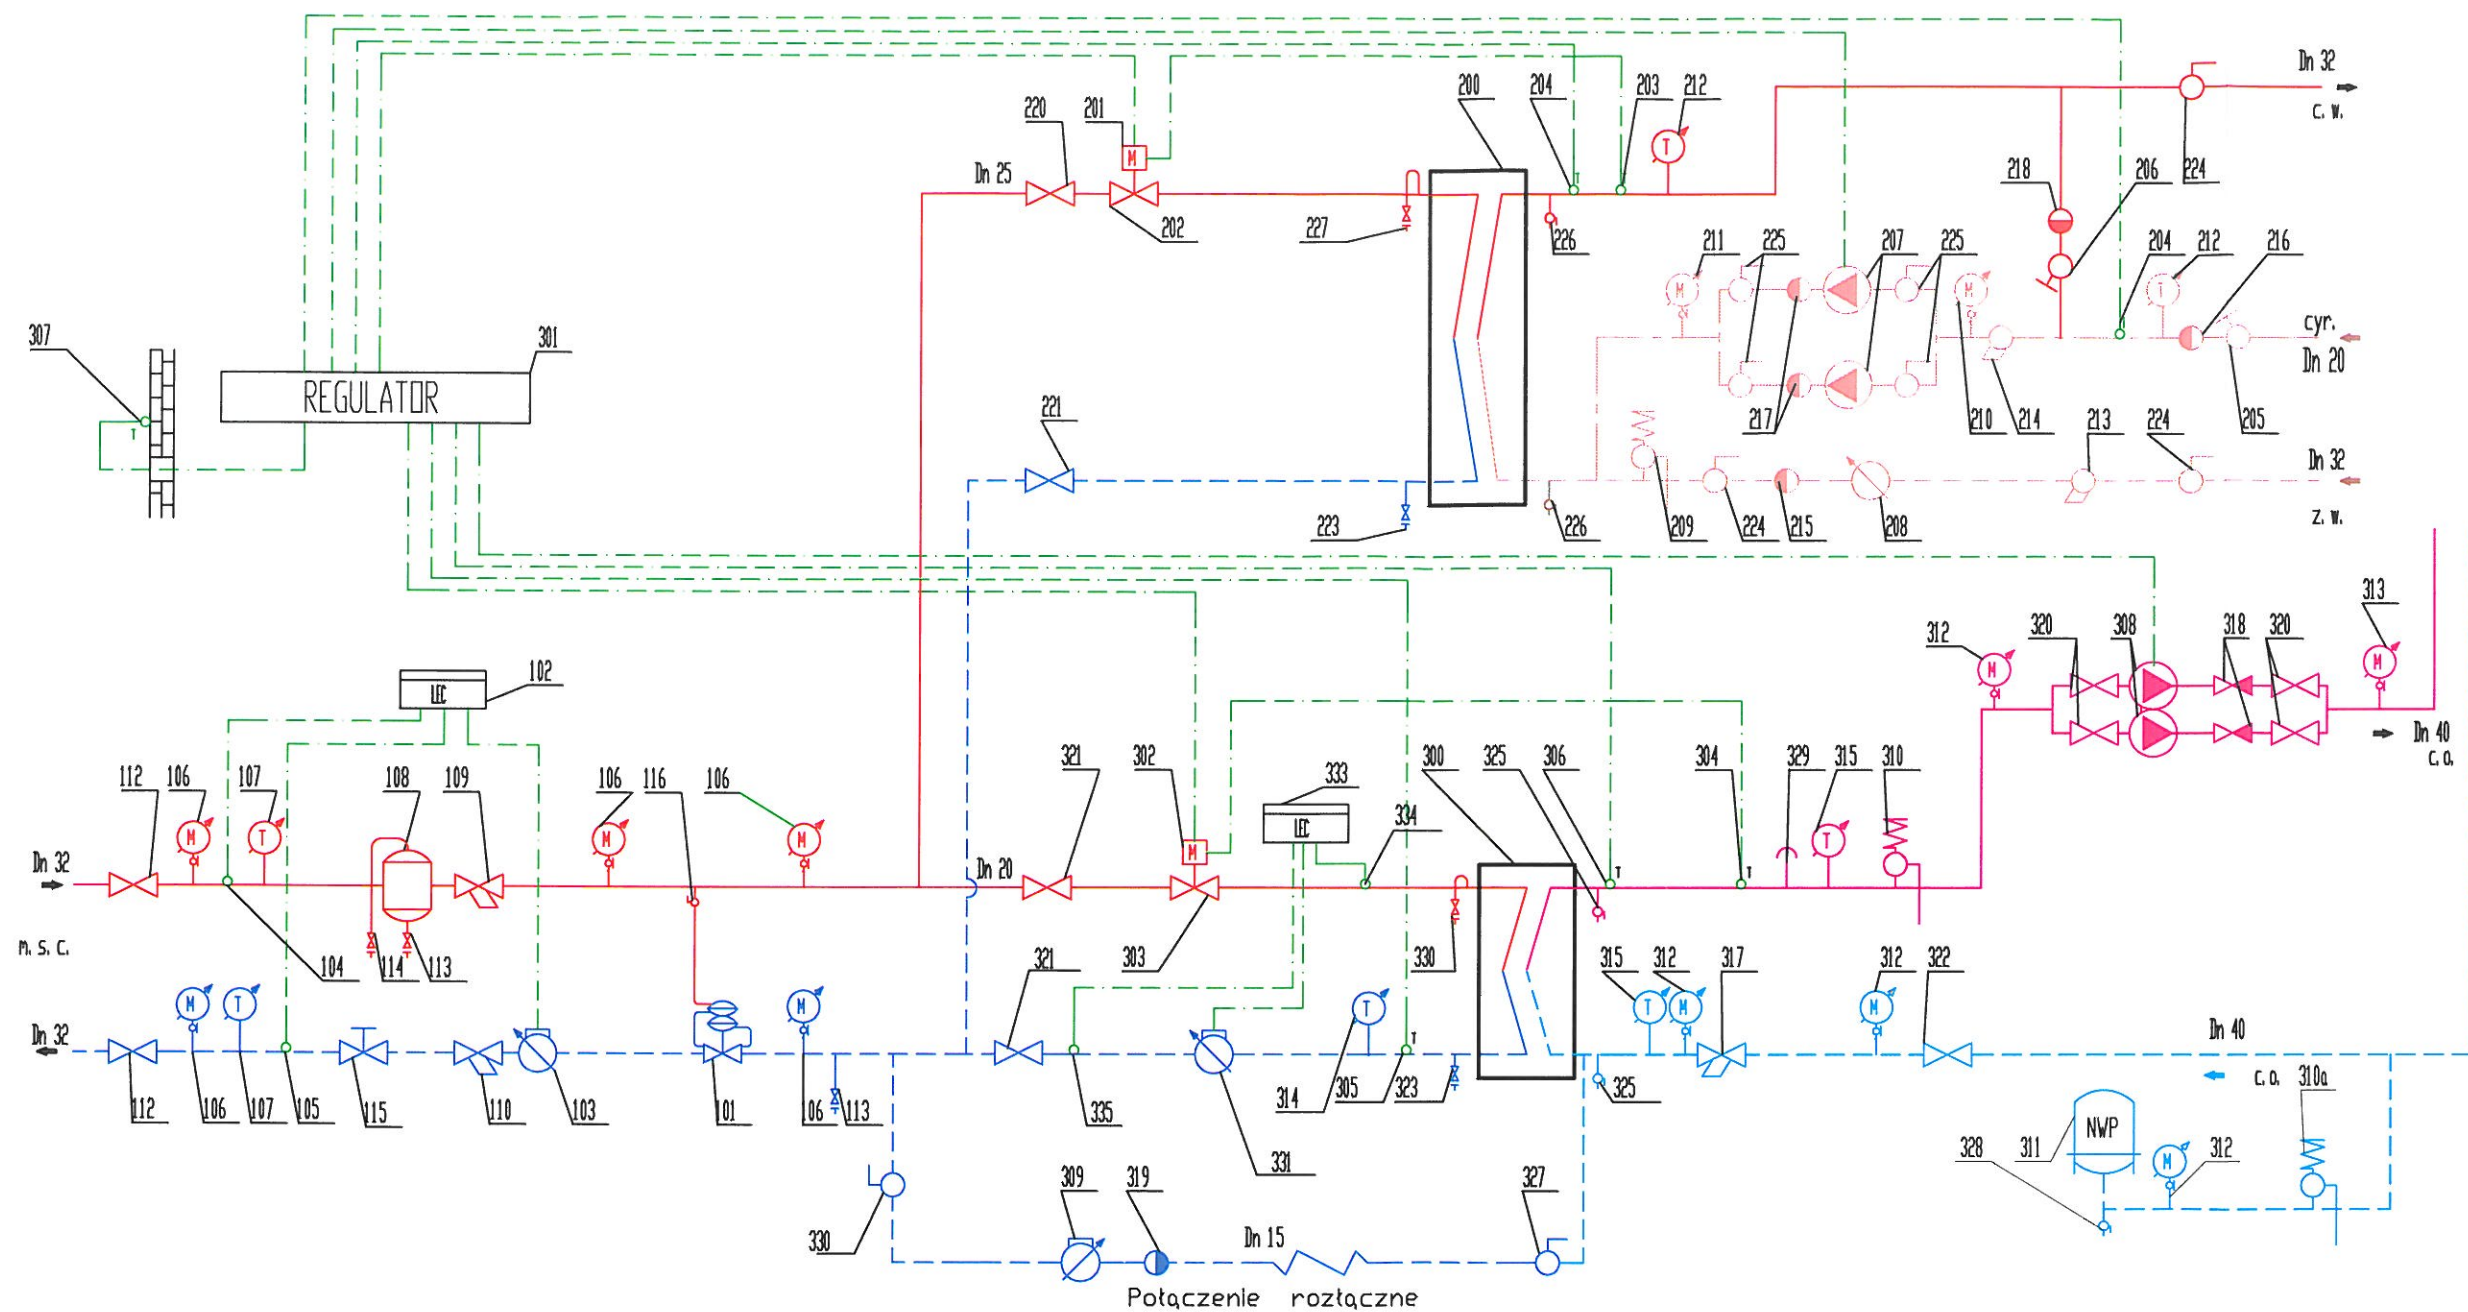 Dn 32
c. w.
200
204
203
212
220
201
Dn 25
M
T
T
202
227
226
218
206
224
211
225
207
225
204
212
216
M
M
T
cyr.
Dn 20
307
301
REGULATOR
T
221
217
210
214
213
224
205
Dn 32
z. w.
223
226
209
224
215
208
313
312
320
308
318
320
M
M
Dn 40
c.o.
102
LEC
112
106
107
108
109
106
116
106
321
302
333
300
325
306
304
329
315
310
M
T
M
M
M
LEC
334
T
T
T
Dn 32
Dn 20
m. s. c.
104
114
113
321
303
330
315
312
317
312
322
M
T
M
T
T
T
M
M
Dn 32
Dn 40
c.o.
310a
112
106
107
105
115
110
103
101
106
113
335
314
305
323
325
NWP
328
311
M
312
331
330
309
319
Dn 15
327
Połączenie rozłączne